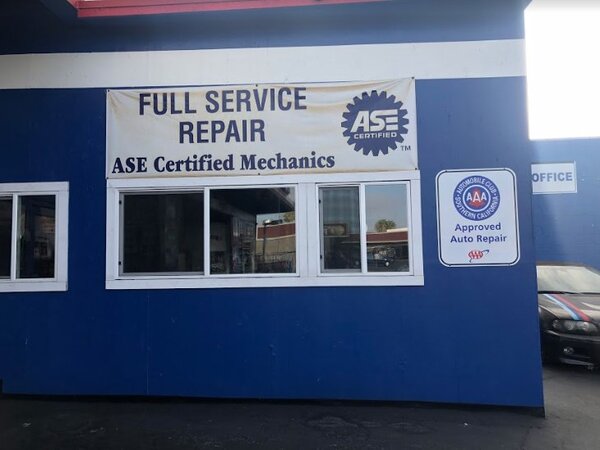 FULL SERVICE
REPAIR
ASE Certified Mechanics
ASE
CERTIFIED
TM
AUTOMOBILE CLUB
AAA
SOUTHERN CALIFORNIA
Approved
Auto Repair
AAA
OFFICE